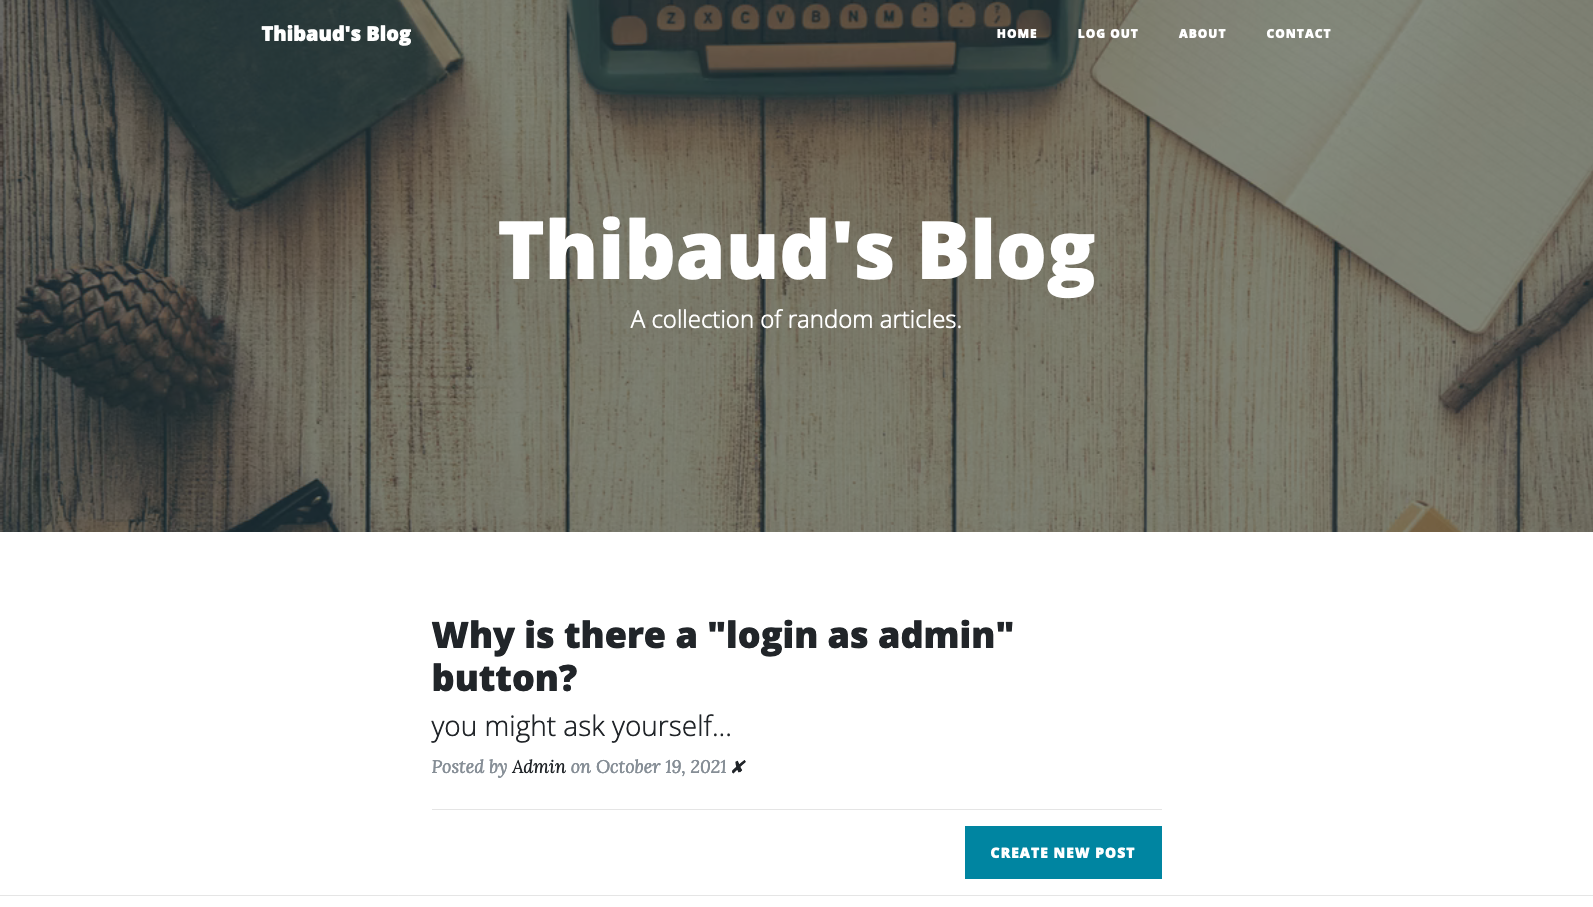 Z X C V B N M
Thibaud's Blog
HOME LOG OUT ABOUT CONTACT
Thibaud's Blog
A collection of random articles.
Why is there a "login as admin"
button?
you might ask yourself...
Posted by Admin on October 19, 2021 ✘
CREATE NEW POST